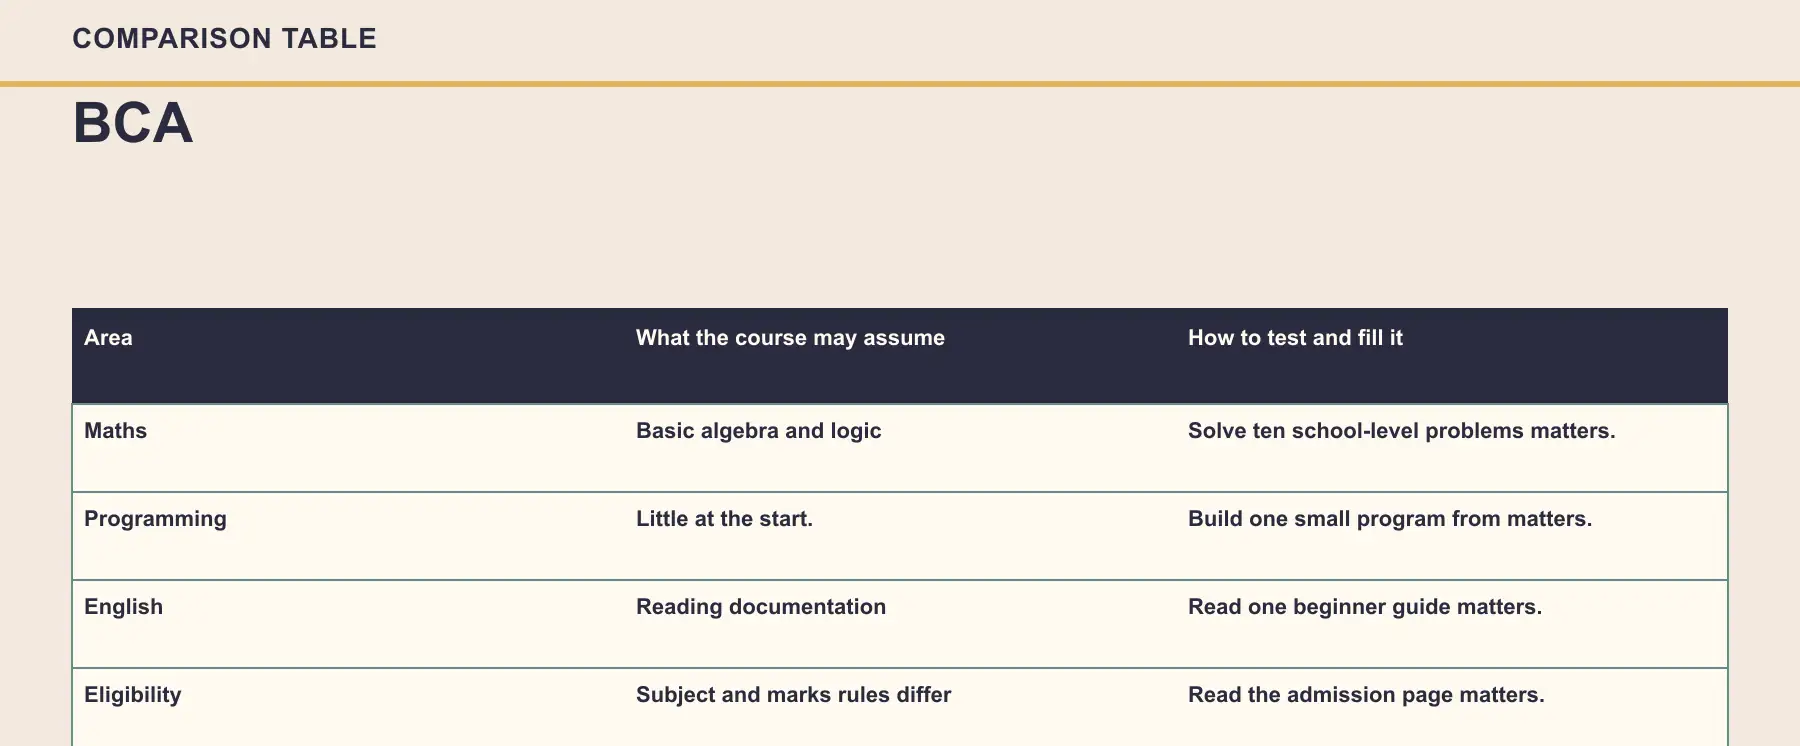 COMPARISON TABLE
BCA
Area What the course may assume How to test and fill it
Maths Basic algebra and logic Solve ten school-level problems matters.
Programming Little at the start. Build one small program from matters.
English Reading documentation Read one beginner guide matters.
Eligibility Subject and marks rules differ Read the admission page matters.